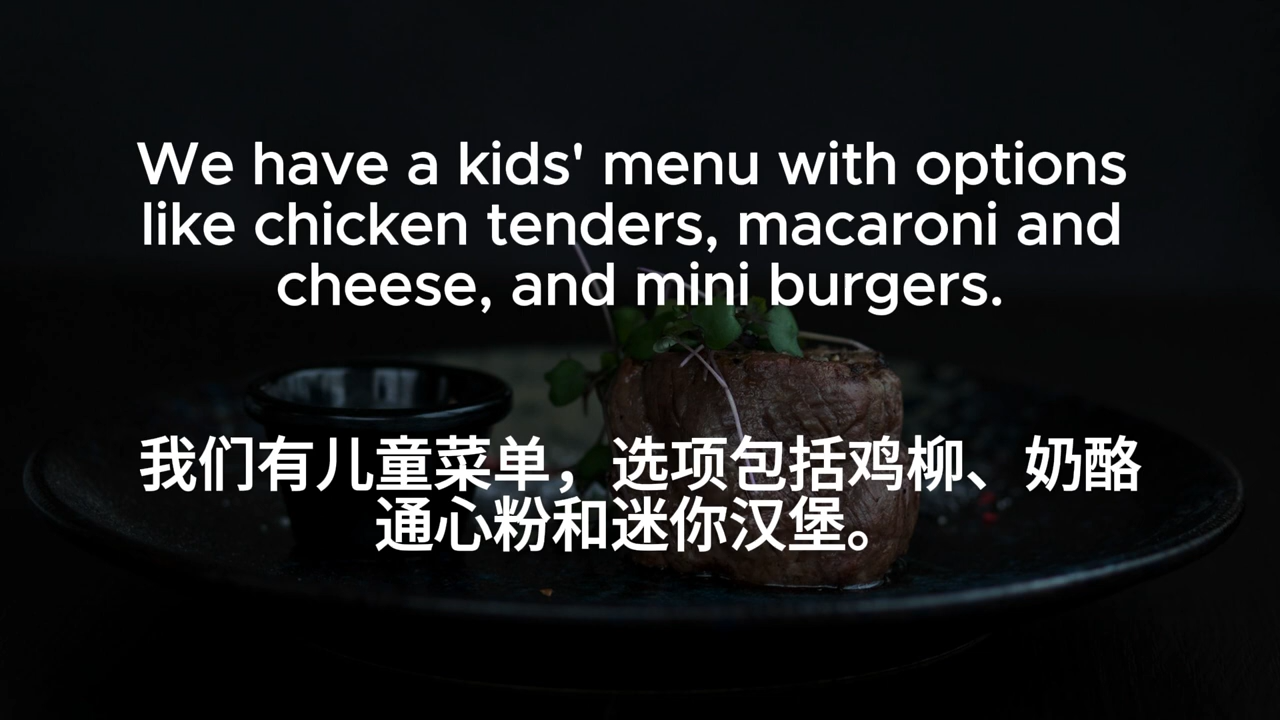 We have a kids' menu with options
like chicken tenders, macaroni and
cheese, and mini burgers.
我们有儿童菜单，选项包括鸡柳、奶酪
通心粉和迷你汉堡。